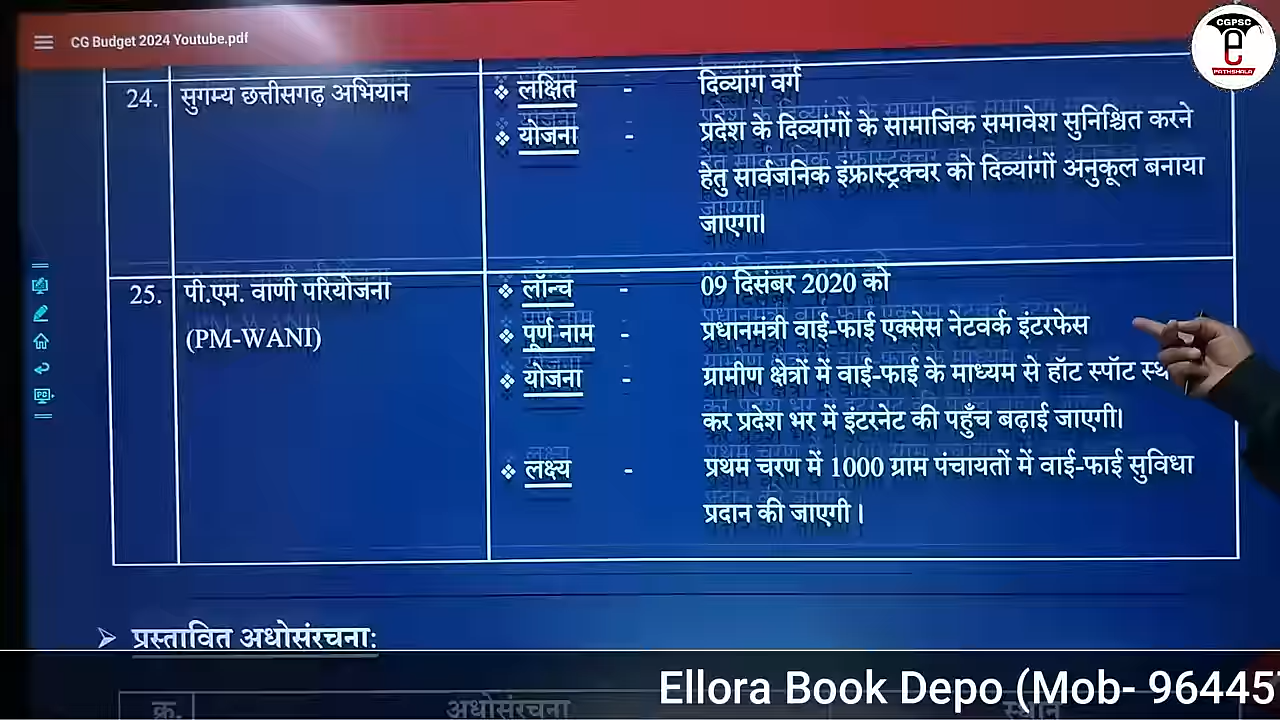 CG Budget 2024 Youtube.pdf
CGPSC
e
PATHSHALA
24. सुगम्य छत्तीसगढ़ अभियान
❖ लक्षित - दिव्यांग वर्ग
❖ योजना - प्रदेश के दिव्यांगों के सामाजिक समावेश सुनिश्चित करने
हेतु सार्वजनिक इंफ्रास्ट्रक्चर को दिव्यांगों अनुकूल बनाया
जाएगा।
25. पी.एम. वाणी परियोजना
(PM-WANI)
❖ लॉन्च - 09 दिसंबर 2020 को
❖ पूर्ण नाम - प्रधानमंत्री वाई-फाई एक्सेस नेटवर्क इंटरफेस
❖ योजना - ग्रामीण क्षेत्रों में वाई-फाई के माध्यम से हॉट स्पॉट
कर प्रदेश भर में इंटरनेट की पहुँच बढ़ाई जाएगी।
❖ लक्ष्य - प्रथम चरण में 1000 ग्राम पंचायतों में वाई-फाई सुविधा
प्रदान की जाएगी।
➢ प्रस्तावित अधोसंरचना:
क्र. अधोसंरचना स्थान
Ellora Book Depo (Mob- 96445